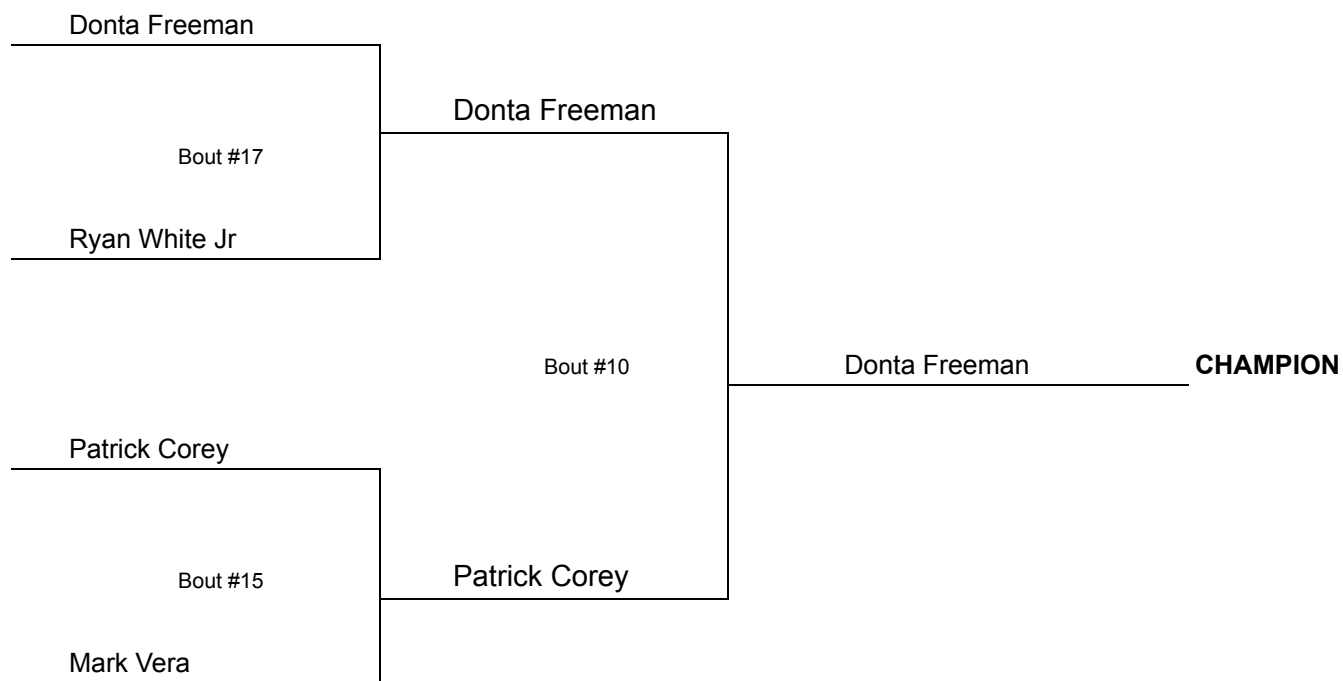 Donta Freeman
Donta Freeman
Bout #17
Ryan White Jr
Bout #10
Donta Freeman
CHAMPION
Patrick Corey
Bout #15
Patrick Corey
Mark Vera